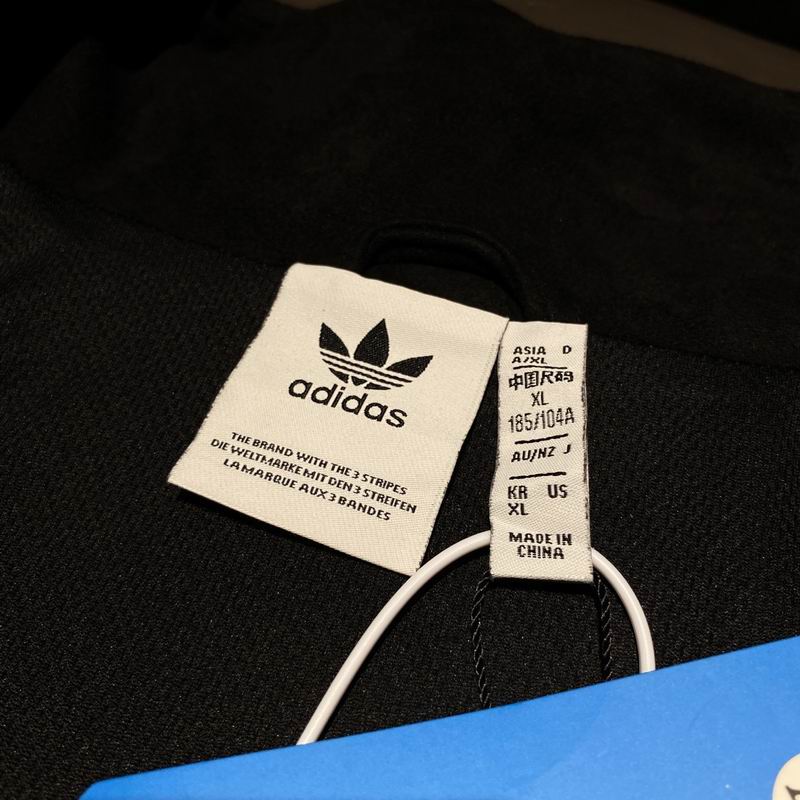 adidas
THE BRAND WITH THE 3 STRIPES
DIE WELTMARKE MIT DEN 3 STREIFEN
LA MARQUE AUX 3 BANDES
ASIA D
A/XL
中国尺码
XL
185/104A
AU/NZ J
KR US
XL
MADE IN
CHINA